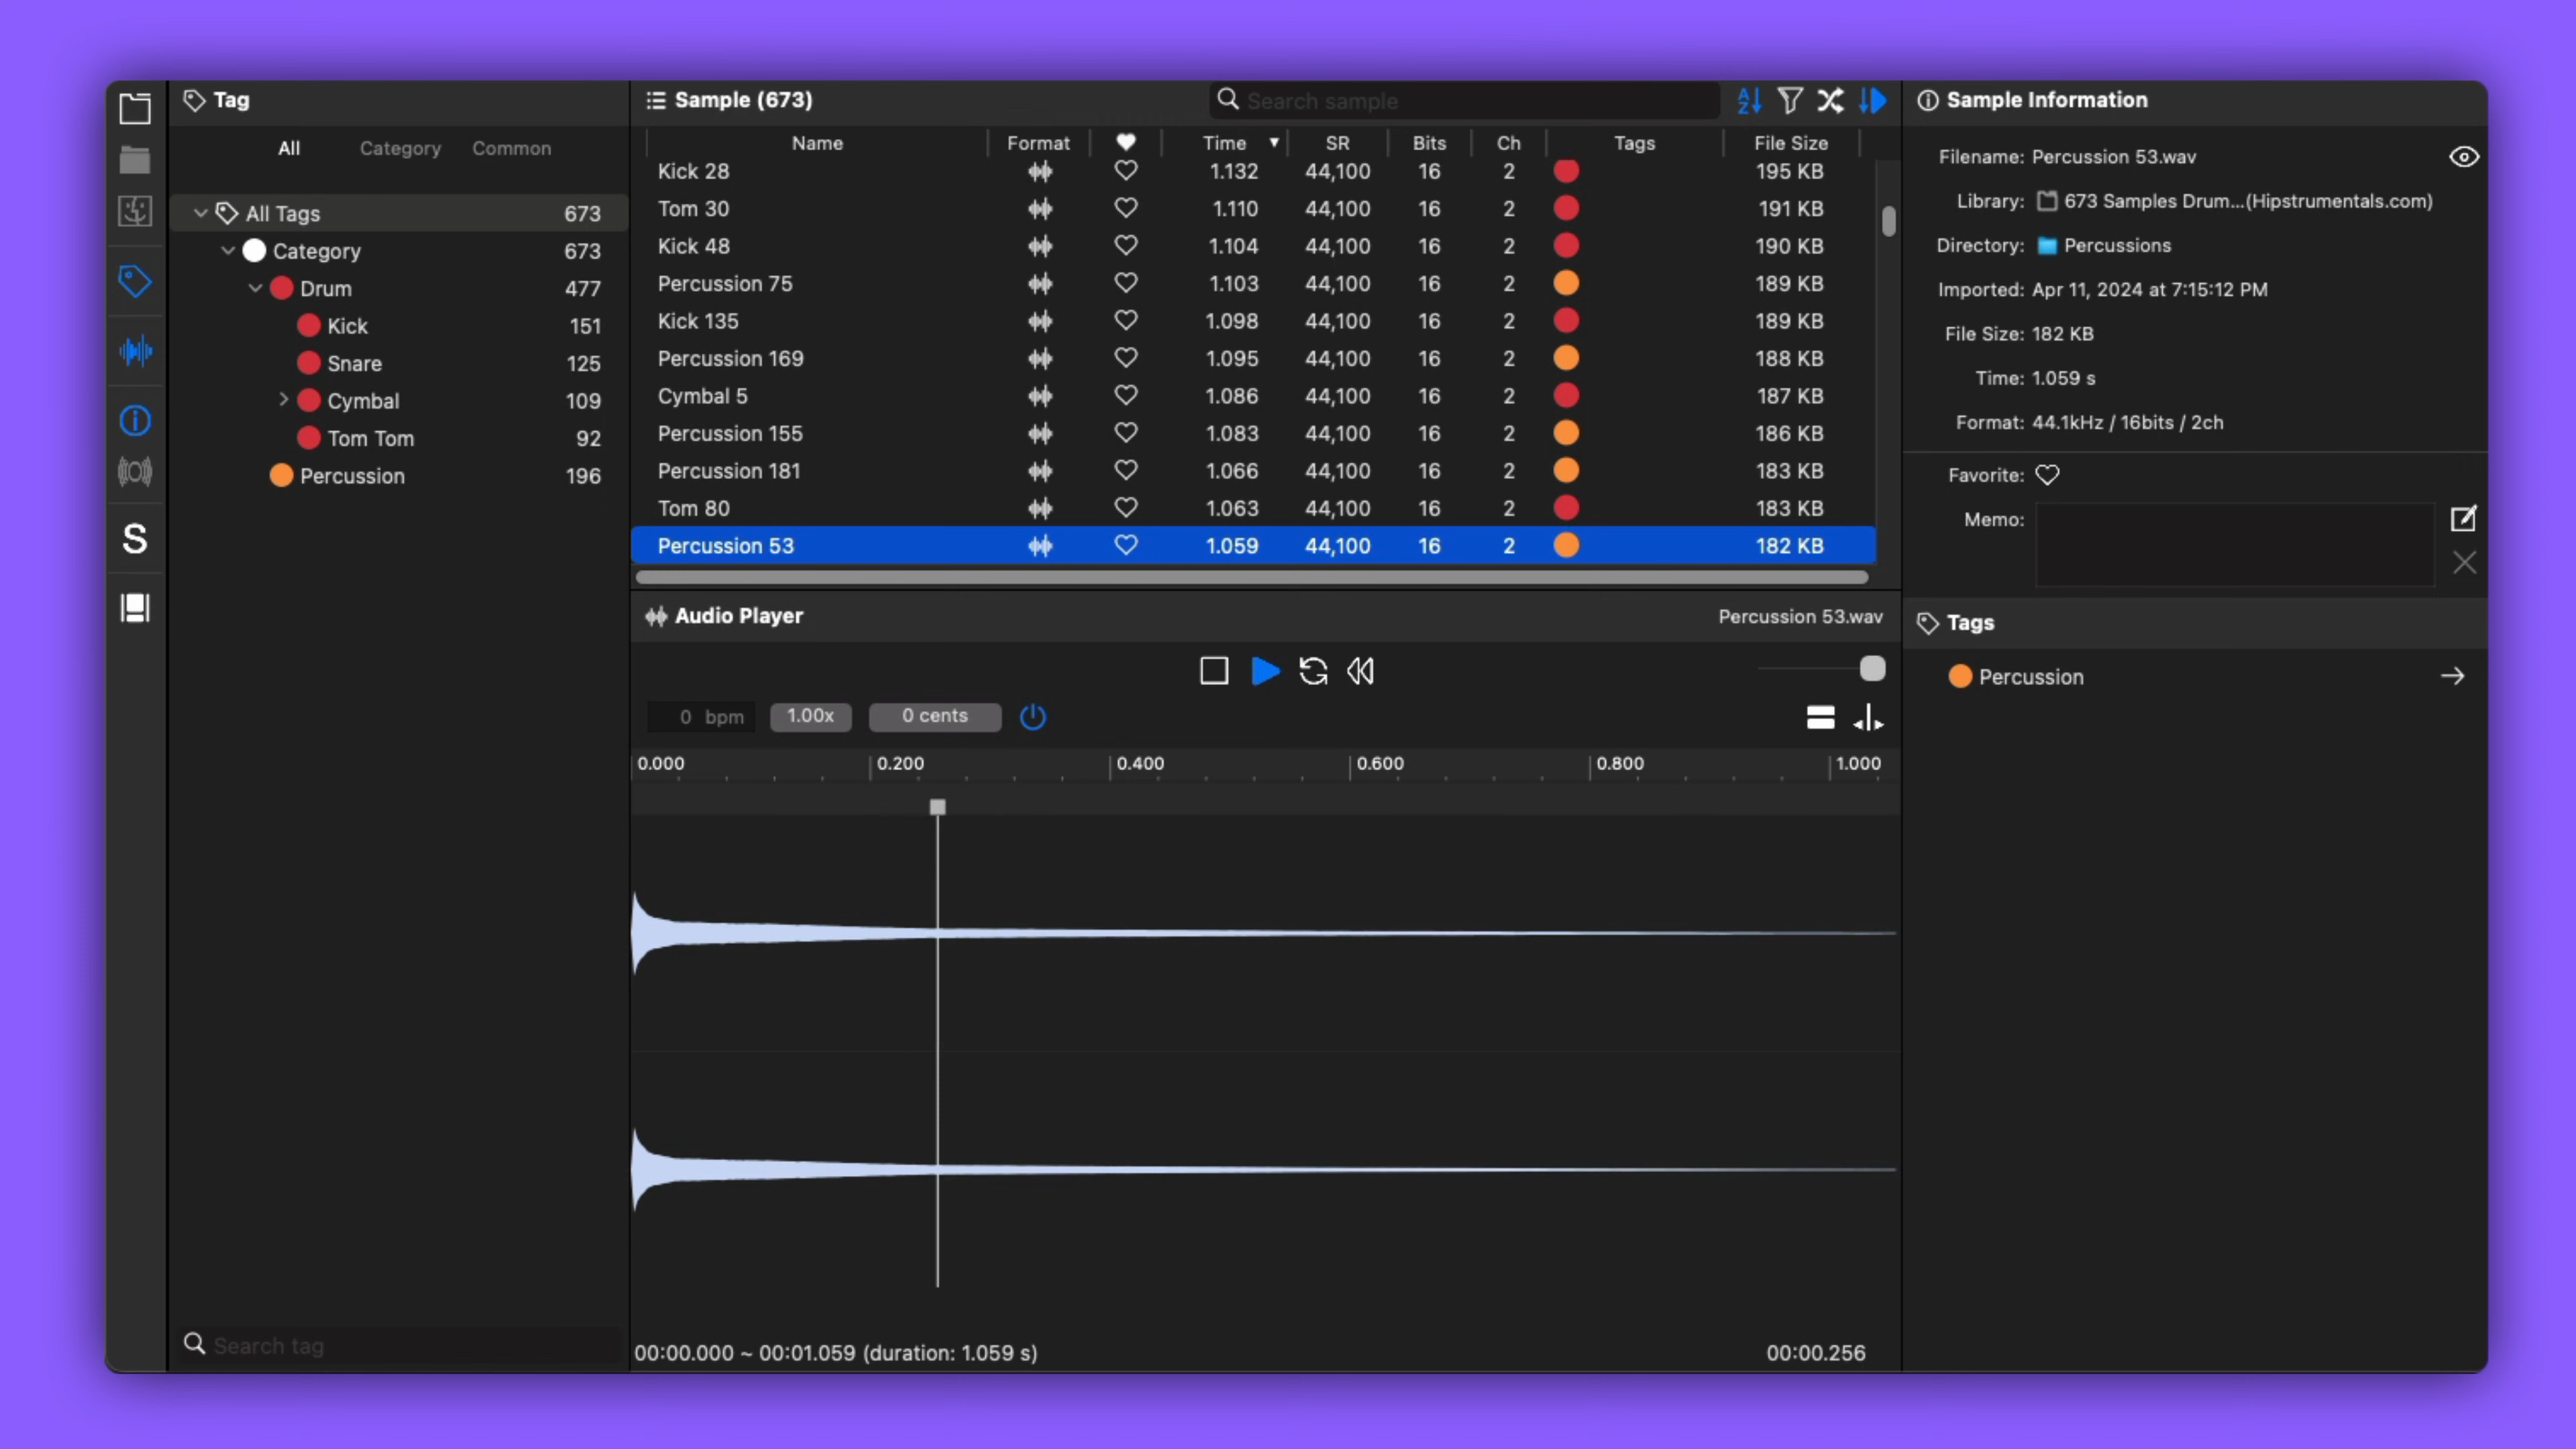 Tag
All Category Common
All Tags 673
Category 673
Drum 477
Kick 151
Snare 125
Cymbal 109
Tom Tom 92
Percussion 196
Search tag
S
Sample (673)
Search sample
Name Format Time SR Bits Ch Tags File Size
Kick 28 1.132 44,100 16 2 195 KB
Tom 30 1.110 44,100 16 2 191 KB
Kick 48 1.104 44,100 16 2 190 KB
Percussion 75 1.103 44,100 16 2 189 KB
Kick 135 1.098 44,100 16 2 189 KB
Percussion 169 1.095 44,100 16 2 188 KB
Cymbal 5 1.086 44,100 16 2 187 KB
Percussion 155 1.083 44,100 16 2 186 KB
Percussion 181 1.066 44,100 16 2 183 KB
Tom 80 1.063 44,100 16 2 183 KB
Percussion 53 1.059 44,100 16 2 182 KB
Audio Player Percussion 53.wav
0 bpm 1.00x 0 cents
0.000 0.200 0.400 0.600 0.800 1.000
00:00.000 ~ 00:01.059 (duration: 1.059 s) 00:00.256
Sample Information
Filename: Percussion 53.wav
Library: 673 Samples Drum...(Hipstrumentals.com)
Directory: Percussions
Imported: Apr 11, 2024 at 7:15:12 PM
File Size: 182 KB
Time: 1.059 s
Format: 44.1kHz / 16bits / 2ch
Favorite:
Memo:
Tags
Percussion